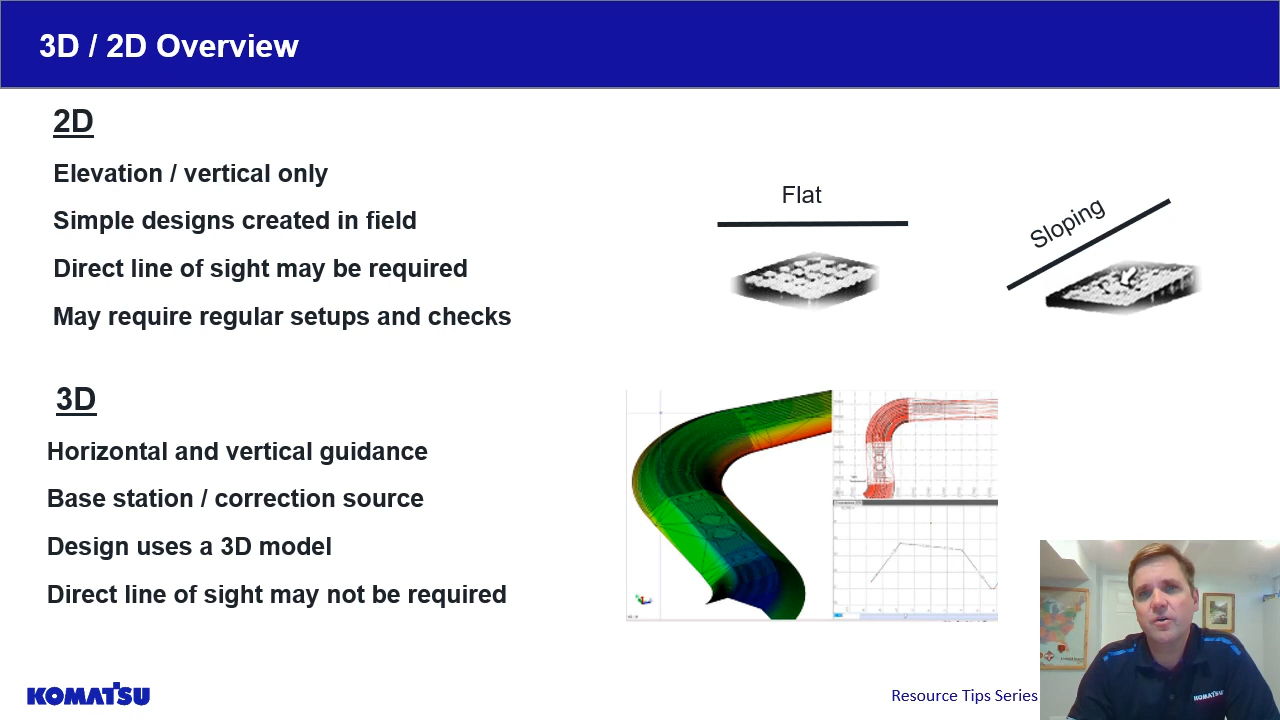 3D / 2D Overview
2D
Elevation / vertical only
Simple designs created in field
Direct line of sight may be required
May require regular setups and checks
Flat
Sloping
3D
Horizontal and vertical guidance
Base station / correction source
Design uses a 3D model
Direct line of sight may not be required
KOMATSU
Resource Tips Series
KOMATSU